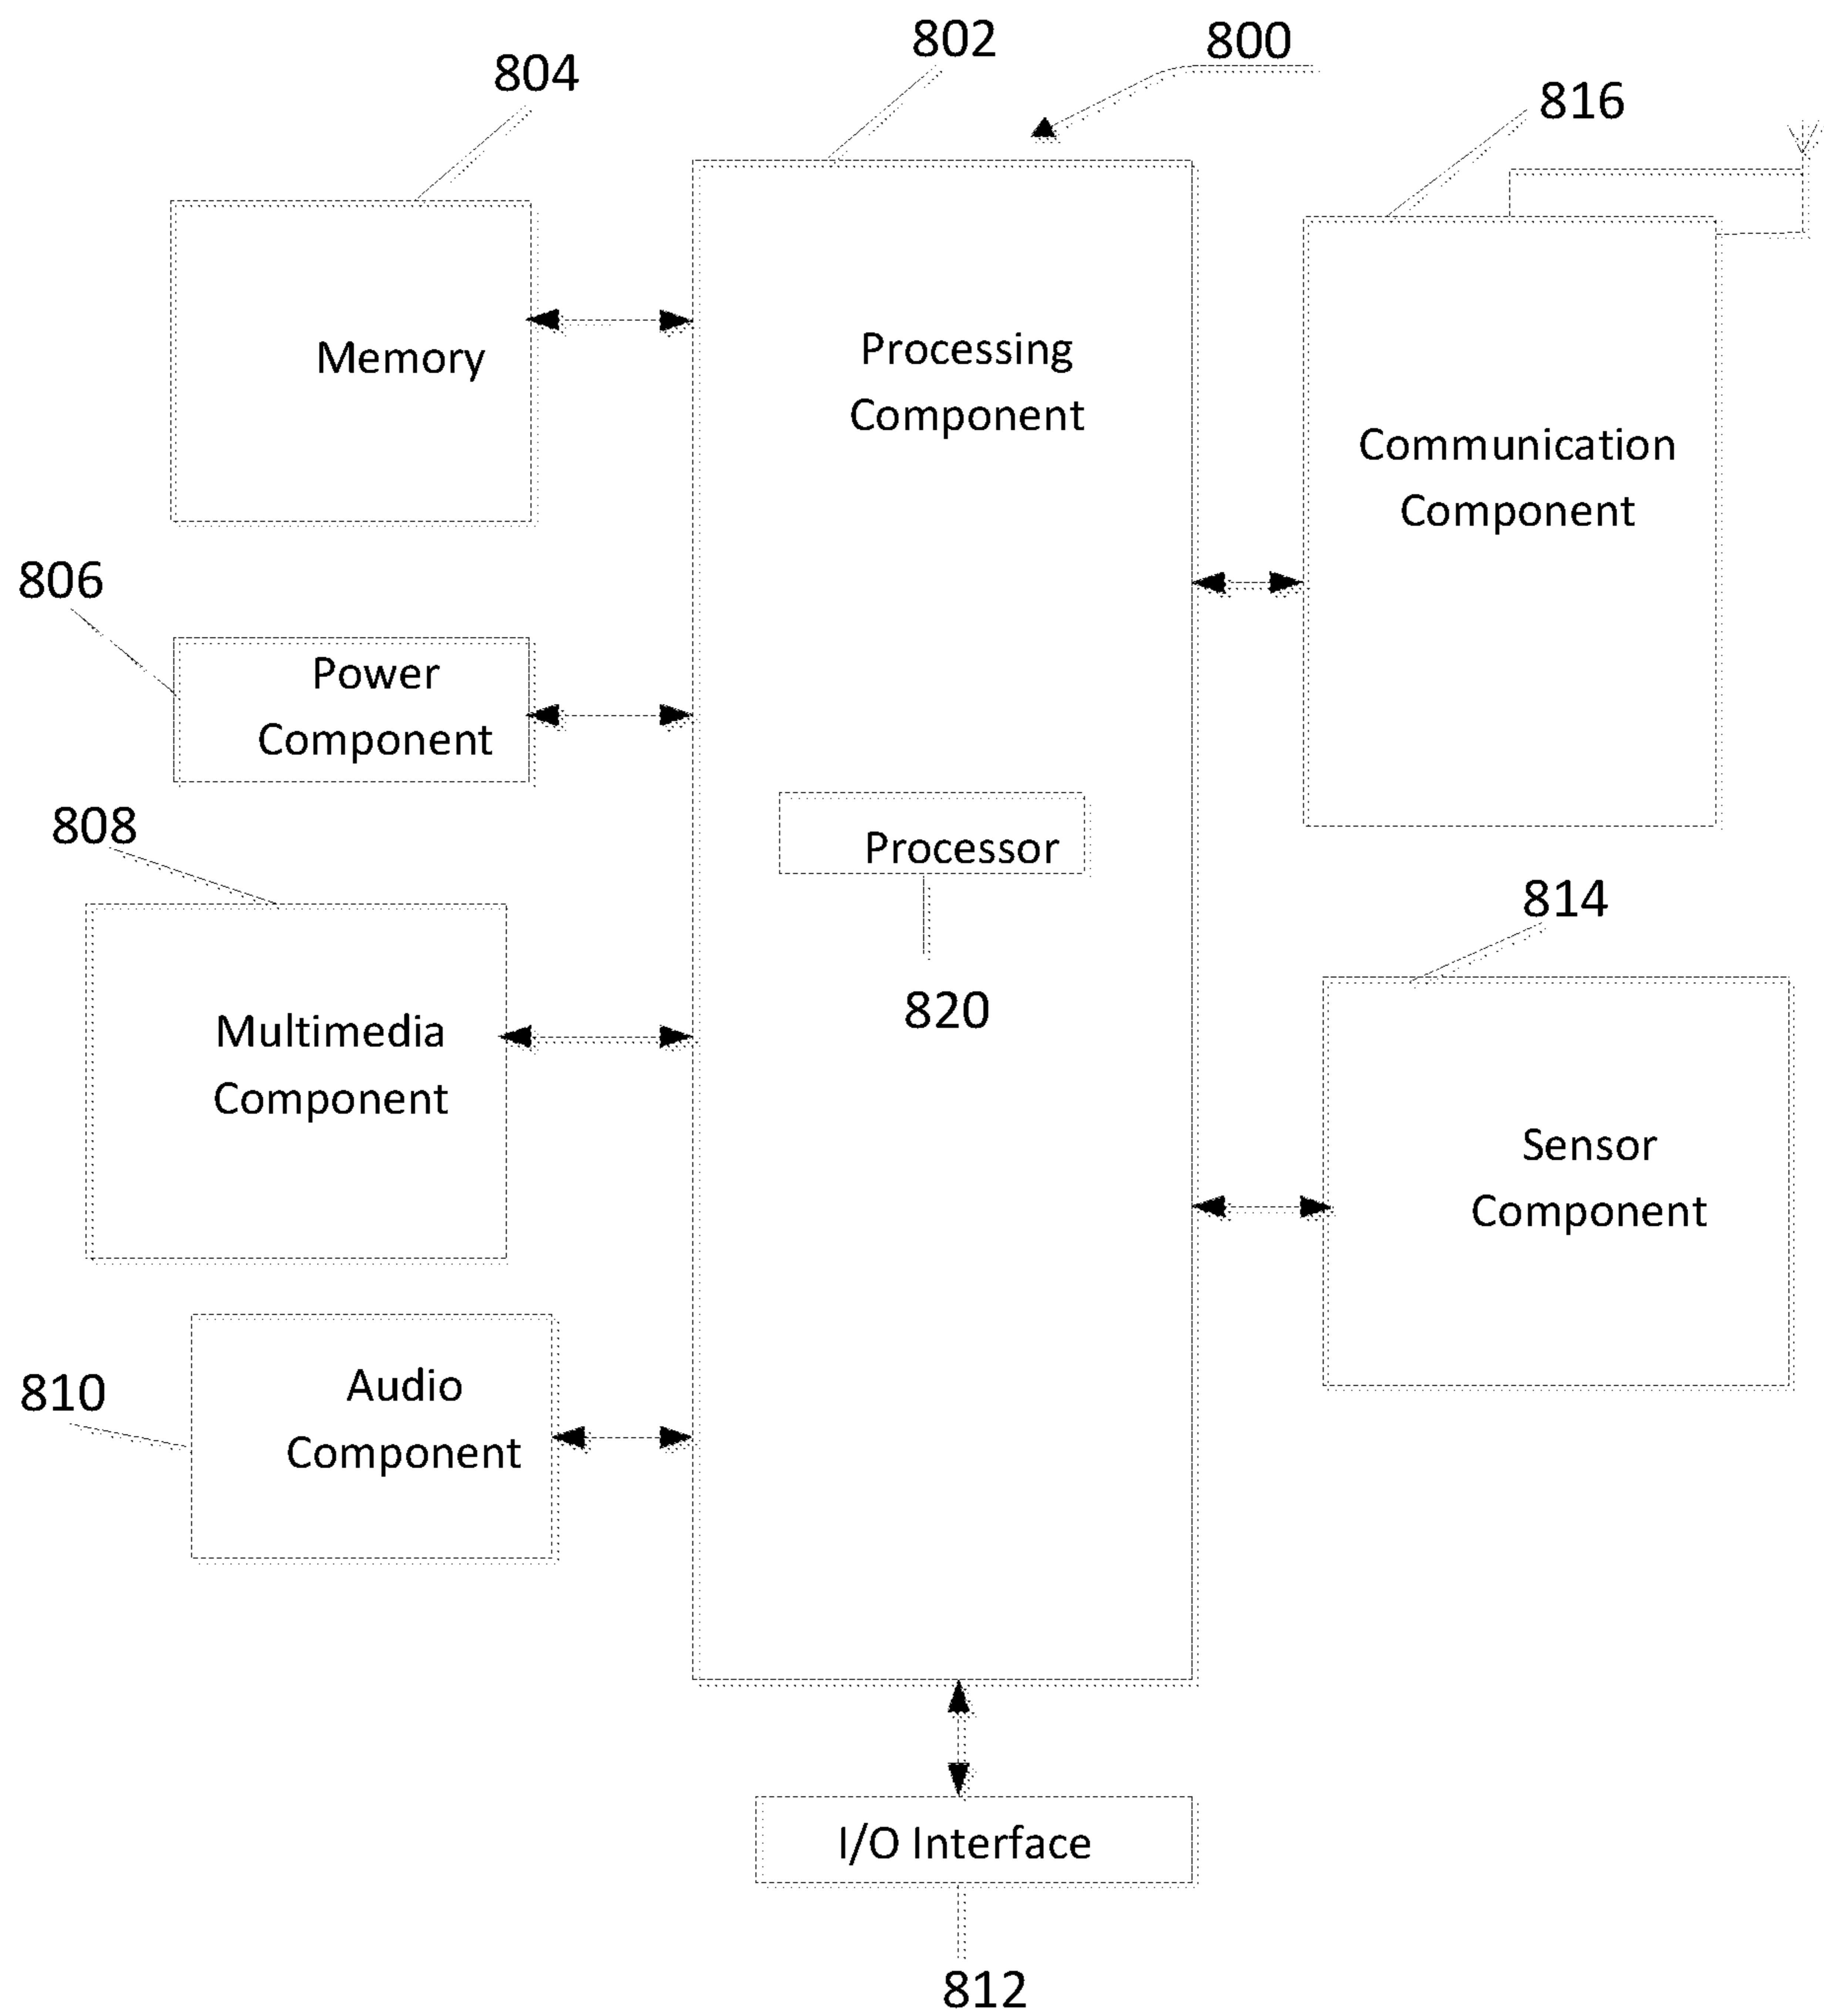 802
800
804
816
Memory
Processing
Component
Communication
Component
806
Power
Component
808
Processor
814
820
Multimedia
Component
Sensor
Component
810
Audio
Component
I/O Interface
812